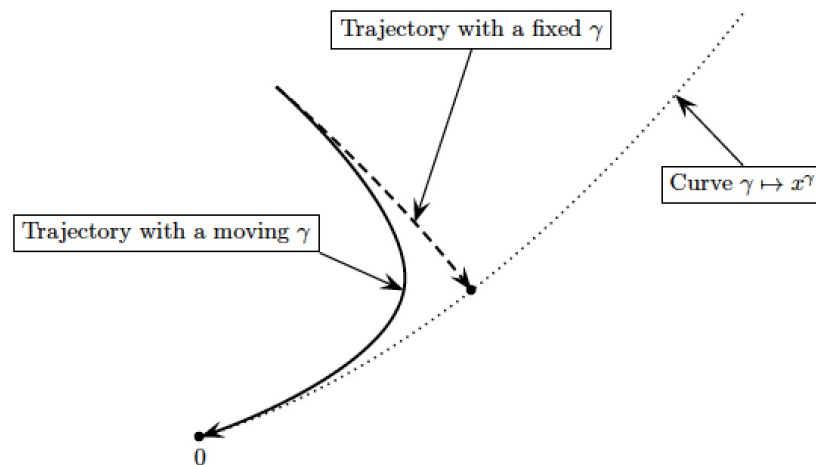 Trajectory with a fixed γ
Curve γ ↦ x^γ
Trajectory with a moving γ
0